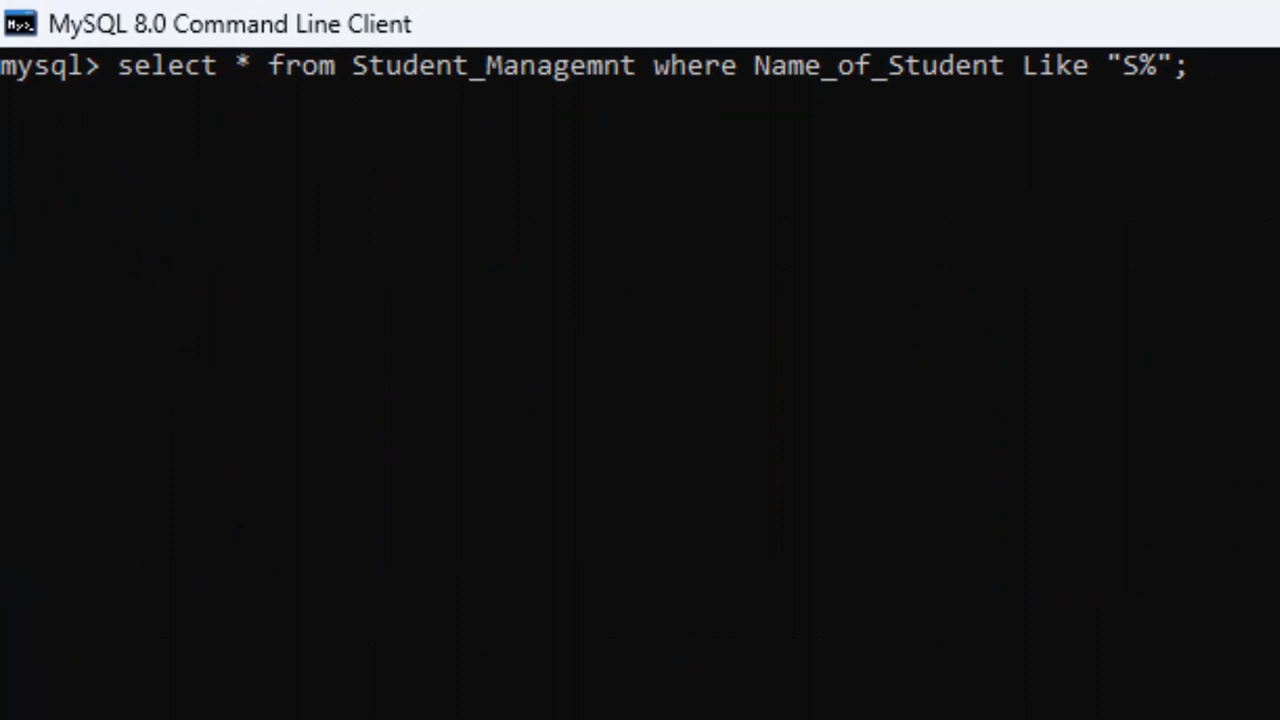 MySQL 8.0 Command Line Client
mysql> select * from Student_Managemnt where Name_of_Student Like "S%";